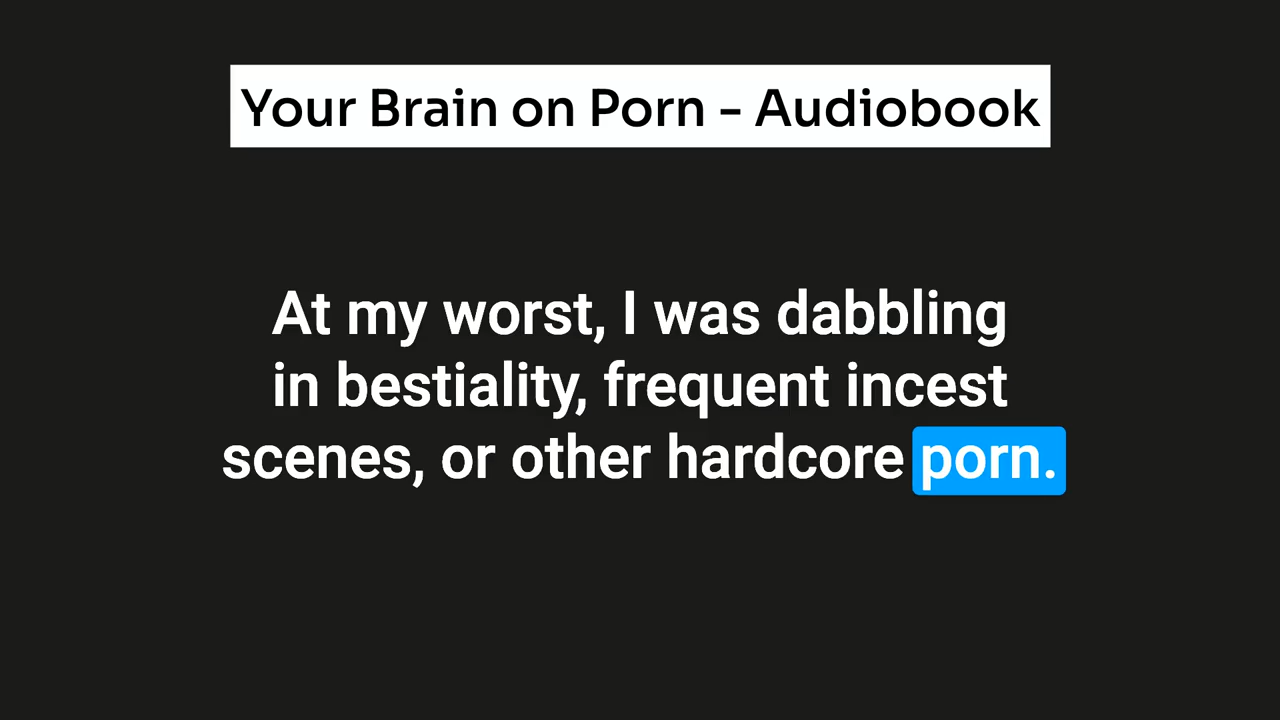 Your Brain on Porn - Audiobook
At my worst, I was dabbling
in bestiality, frequent incest
scenes, or other hardcore porn.